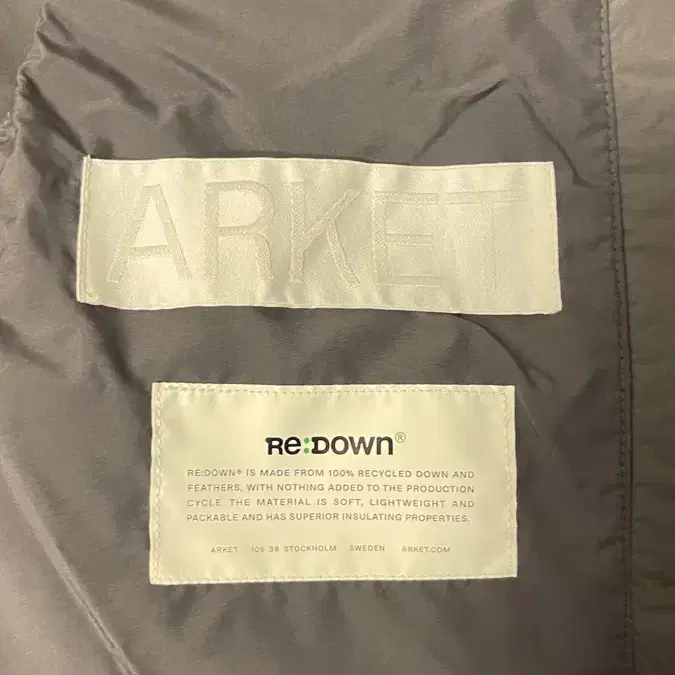 ARKET
RE:DOWN®
RE:DOWN® IS MADE FROM 100% RECYCLED DOWN AND
FEATHERS, WITH NOTHING ADDED TO THE PRODUCTION
CYCLE. THE MATERIAL IS SOFT, LIGHTWEIGHT AND
PACKABLE AND HAS SUPERIOR INSULATING PROPERTIES.
ARKET 106 38 STOCKHOLM SWEDEN ARKET.COM